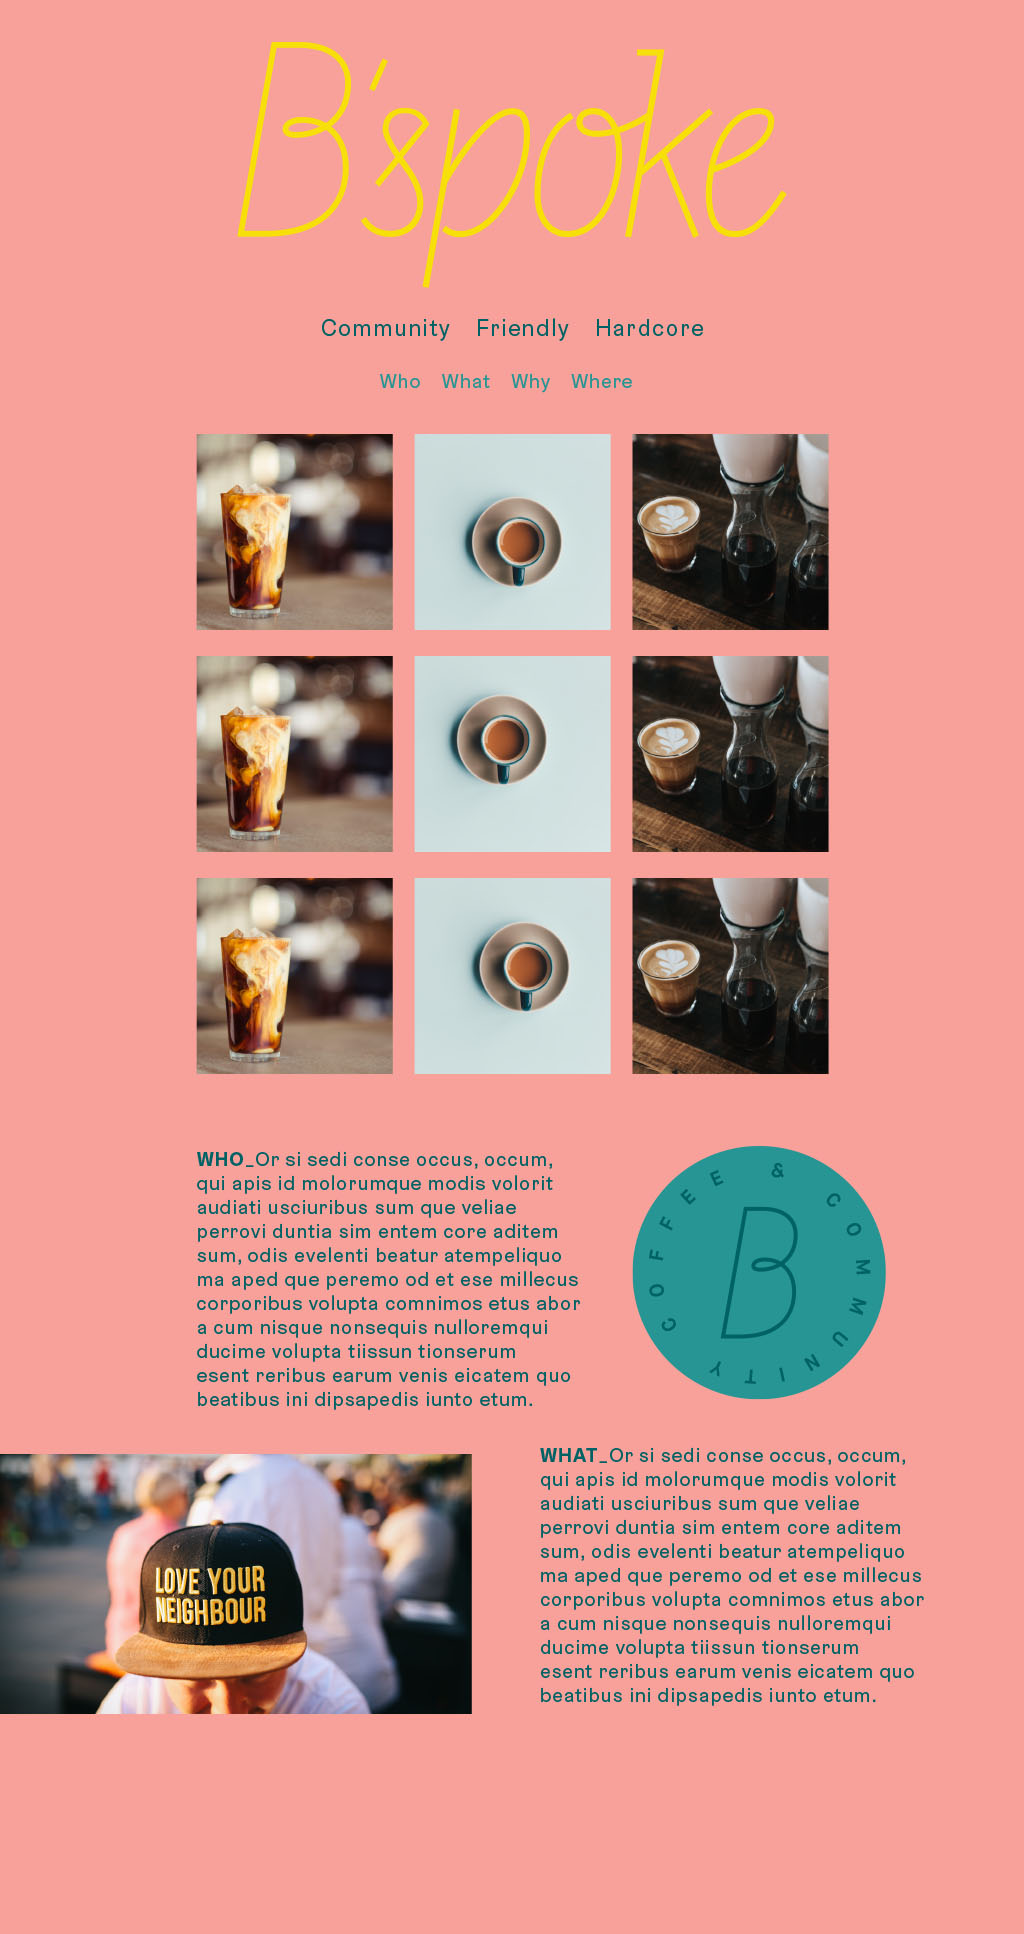 B'spoke
Community Friendly Hardcore
Who What Why Where
WHO_Or si sedi conse occus, occum,
qui apis id molorumque modis volorit
audiati usciuribus sum que veliae
perrovi duntia sim entem core aditem
sum, odis evelenti beatur atempeliquo
ma aped que peremo od et ese millecus
corporibus volupta comnimos etus abor
a cum nisque nonsequis nulloremqui
ducime volupta tiissun tionserum
esent reribus earum venis eicatem quo
beatibus ini dipsapedis iunto etum.
COFFEE & COMMUNITY
B
LOVE YOUR
NEIGHBOUR
WHAT_Or si sedi conse occus, occum,
qui apis id molorumque modis volorit
audiati usciuribus sum que veliae
perrovi duntia sim entem core aditem
sum, odis evelenti beatur atempeliquo
ma aped que peremo od et ese millecus
corporibus volupta comnimos etus abor
a cum nisque nonsequis nulloremqui
ducime volupta tiissun tionserum
esent reribus earum venis eicatem quo
beatibus ini dipsapedis iunto etum.